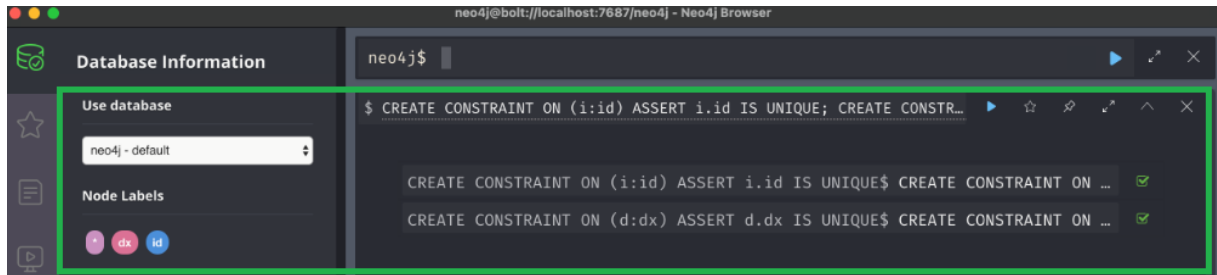 neo4j@bolt://localhost:7687/neo4j - Neo4j Browser
Database Information
neo4j$
Use database
neo4j - default
Node Labels
* dx id
$ CREATE CONSTRAINT ON (i:id) ASSERT i.id IS UNIQUE; CREATE CONSTR…
CREATE CONSTRAINT ON (i:id) ASSERT i.id IS UNIQUE$ CREATE CONSTRAINT ON …
CREATE CONSTRAINT ON (d:dx) ASSERT d.dx IS UNIQUE$ CREATE CONSTRAINT ON …